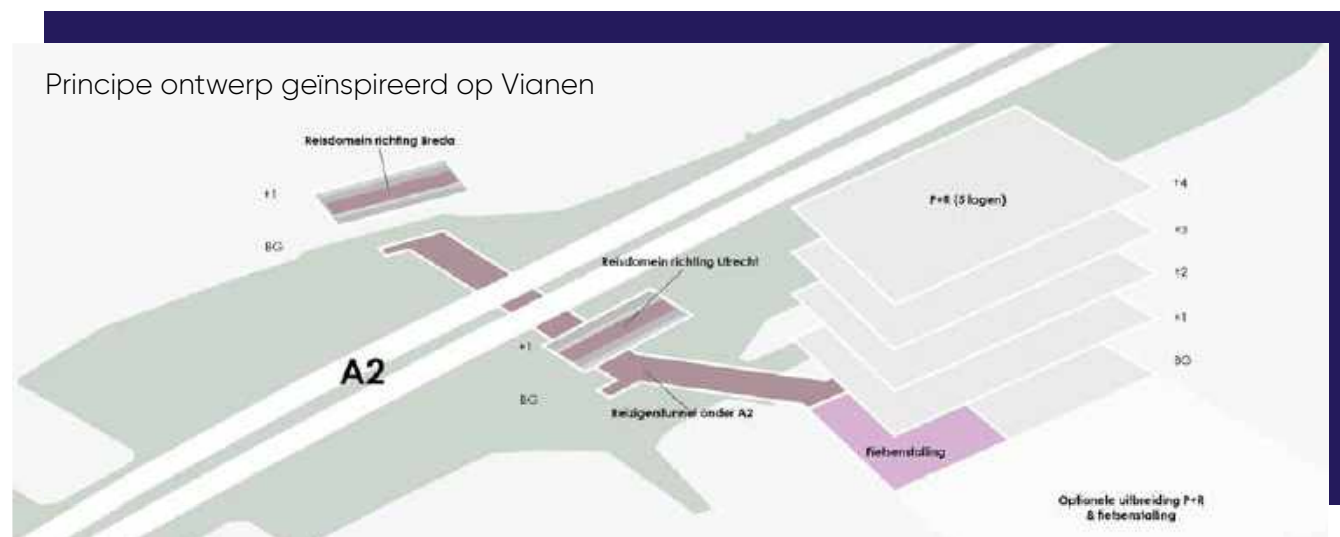 Principe ontwerp geïnspireerd op Vianen
Reisdomein richting Breda
+1
BG
A2
Reisdomein richting Utrecht
+1
BG
Reizigerstunnel onder A2
P+R (5 lagen)
+4
+3
+2
+1
BG
Fietsenstalling
Optionele uitbreiding P+R
& fietsenstalling